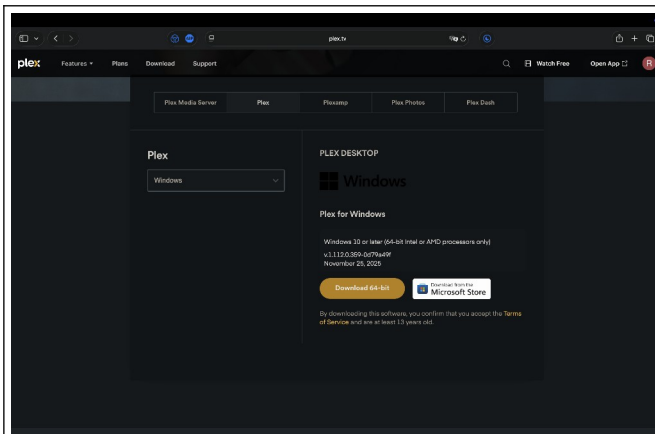 plex.tv
plex
Features
Plans
Download
Support
Watch Free
Open App
R
Plex Media Server
Plex
Plexamp
Plex Photos
Plex Dash
Plex
Windows
PLEX DESKTOP
Windows
Plex for Windows
Windows 10 or later (64-bit Intel or AMD processors only)
v.1.112.0.359-0d79a49f
November 25, 2025
Download 64-bit
Download from the
Microsoft Store
By downloading this software, you confirm that you accept the Terms
of Service and are at least 13 years old.